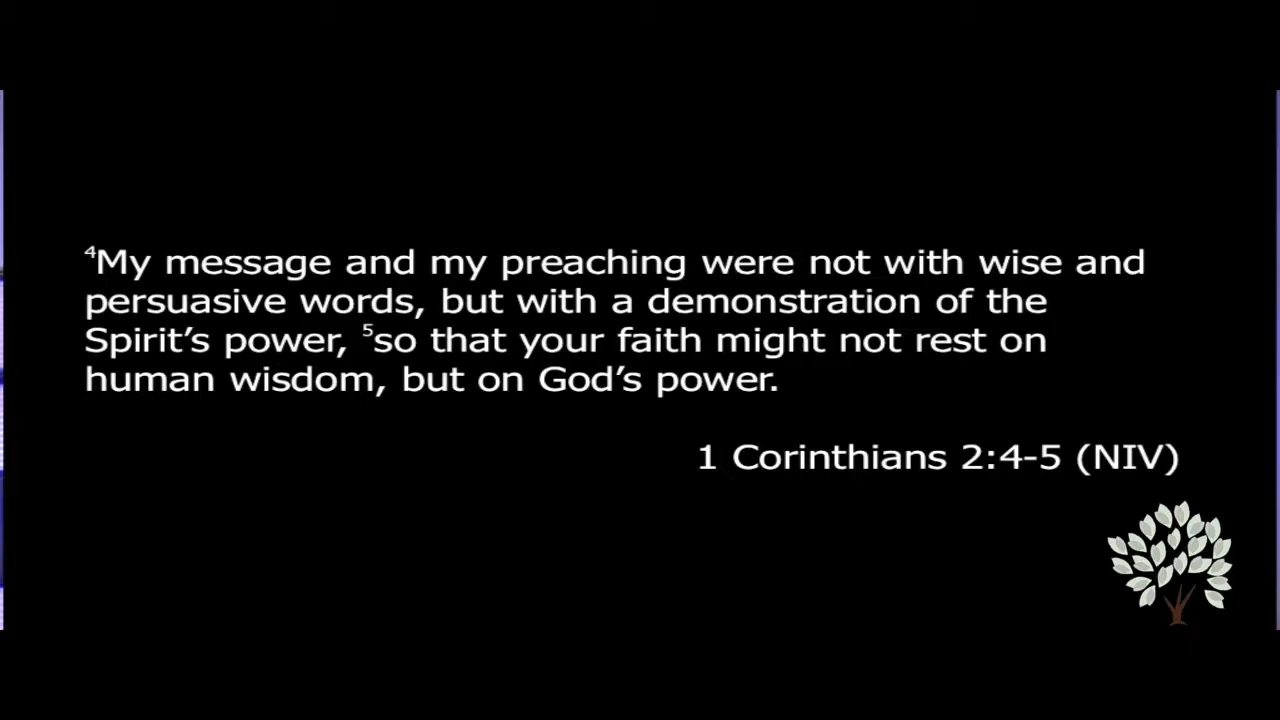 ⁴My message and my preaching were not with wise and
persuasive words, but with a demonstration of the
Spirit’s power, ⁵so that your faith might not rest on
human wisdom, but on God’s power.
1 Corinthians 2:4-5 (NIV)